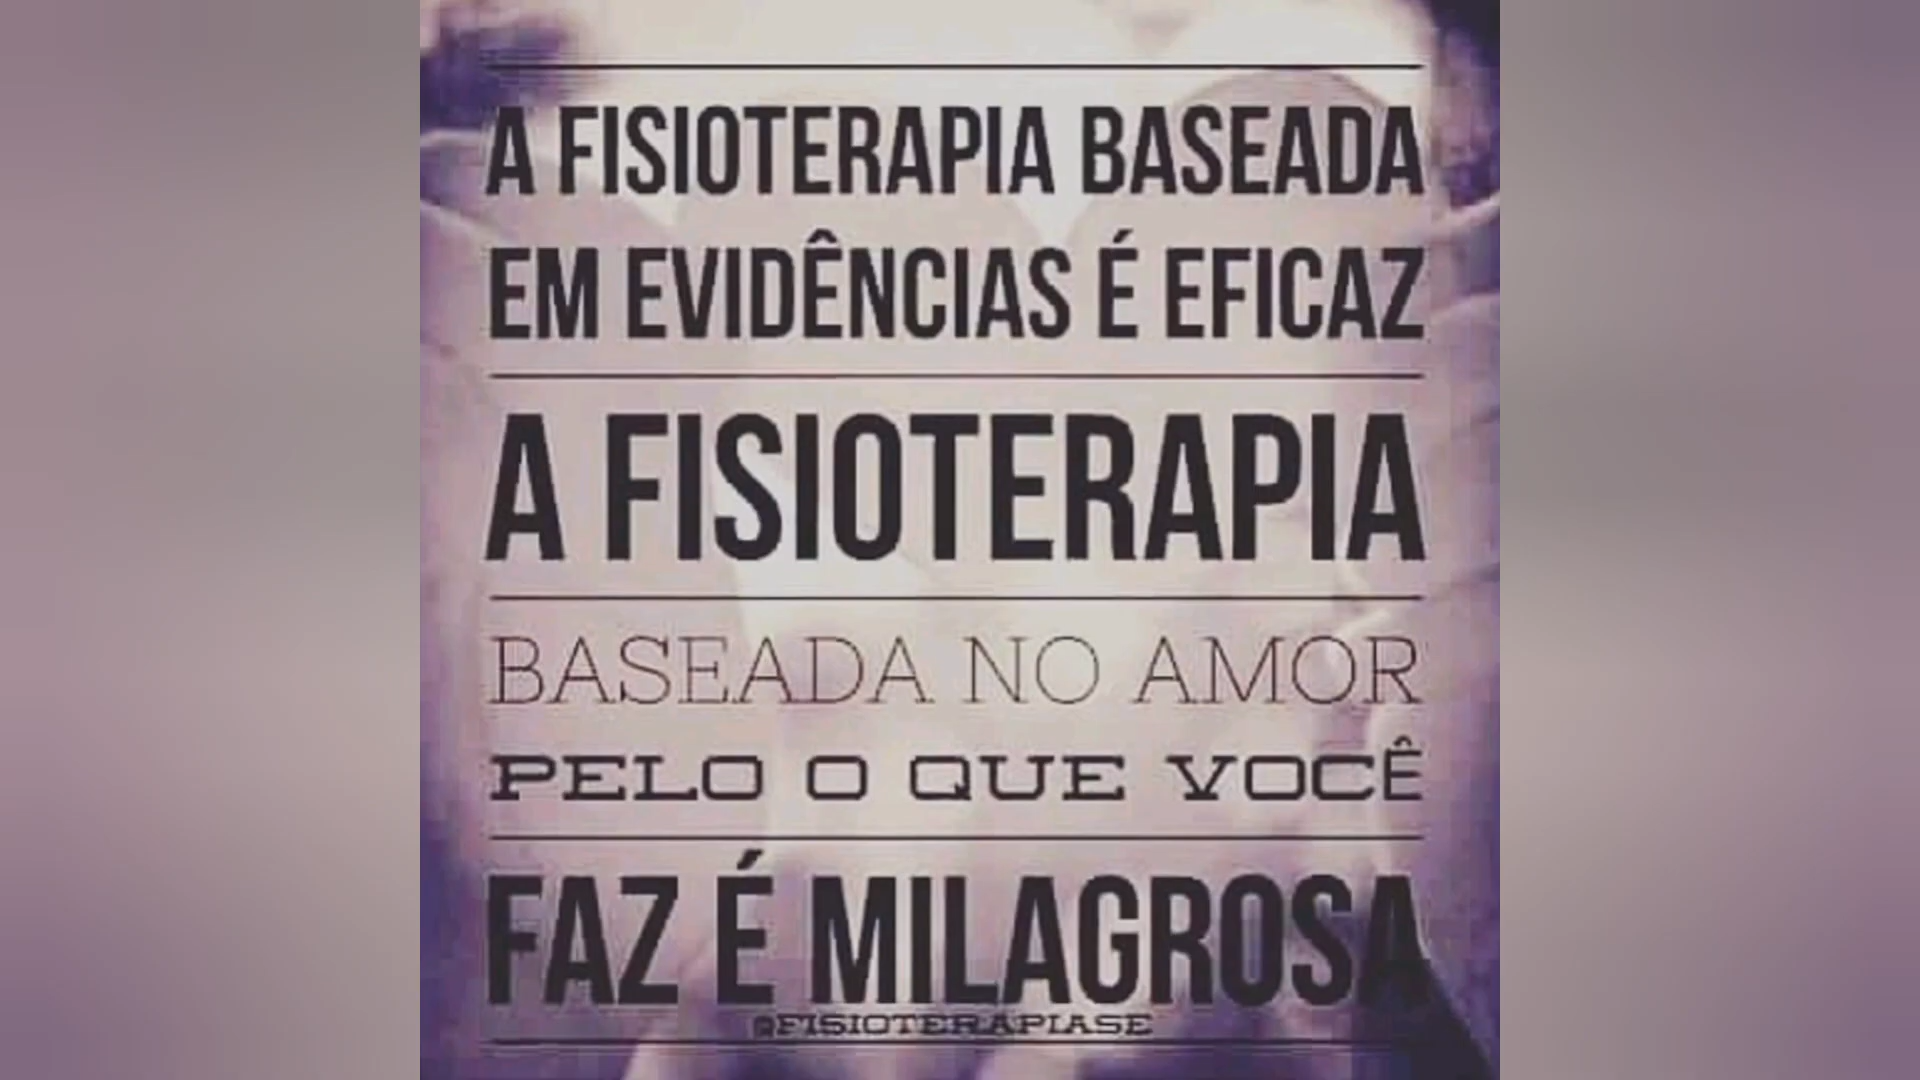 A FISIOTERAPIA BASEADA
EM EVIDÊNCIAS É EFICAZ
A FISIOTERAPIA
BASEADA NO AMOR
PELO O QUE VOCÊ
FAZ É MILAGROSA
@FISIOTERAPIASE